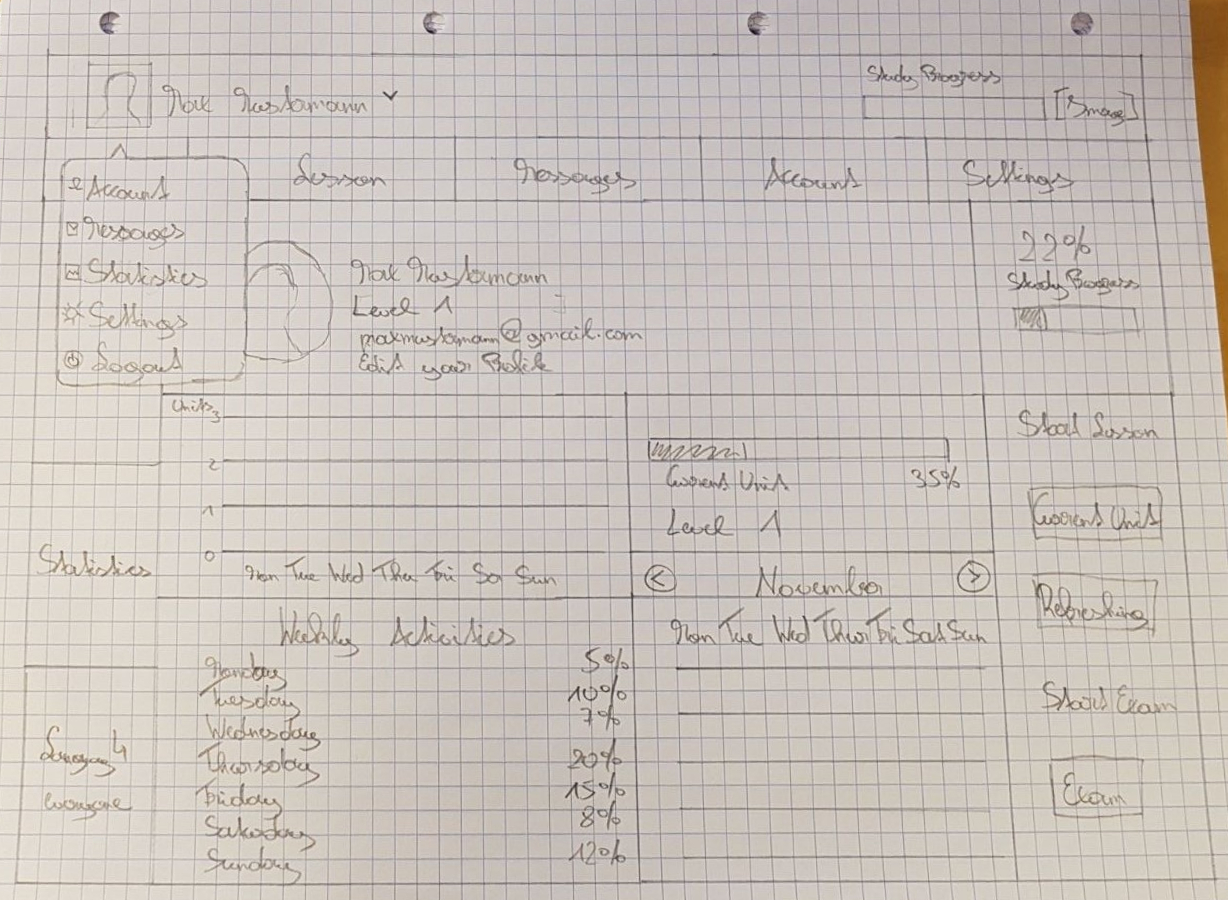 Study Progress
Max Mustermann
Lesson Messages Account Settings
Account
Messages
Statistics
Settings
Logout
Max Mustermann
Level 1
maxmustermann@gmail.com
Edit your Profile
22%
Study Progress
Units 3
2
1
0
Mon Tue Wed Thu Fri Sa Sun
Current Unit 35%
Level 1
Start Lesson
Current Unit
Refreshing
Start Exam
Exam
Statistics
< November >
Mon Tue Wed Thur Fri Sat Sun
Weekly Activities
Monday 5%
Tuesday 10%
Wednesday 7%
Thursday 20%
Friday 15%
Saturday 8%
Sunday 12%